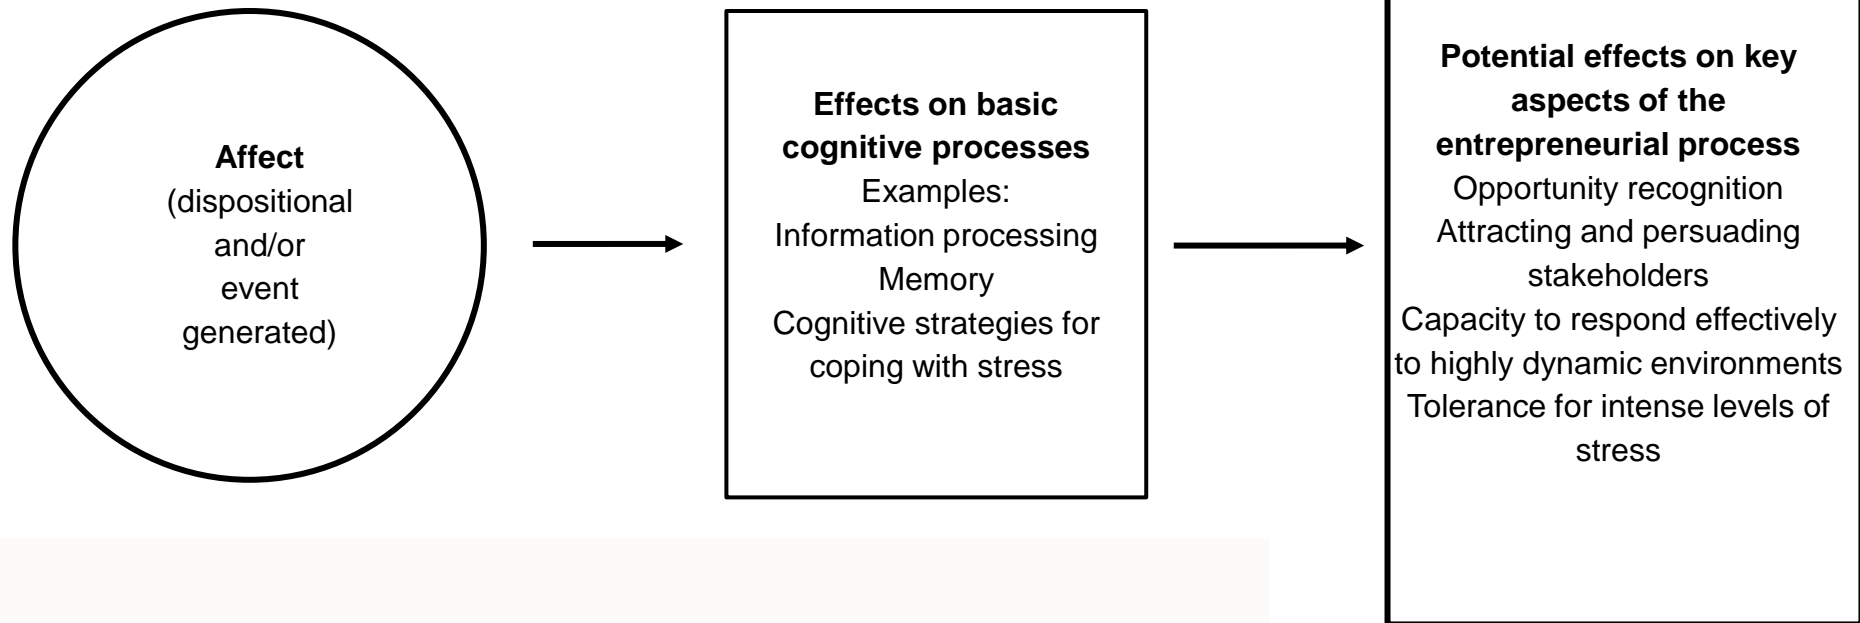 Affect
(dispositional
and/or
event
generated)
Effects on basic
cognitive processes
Examples:
Information processing
Memory
Cognitive strategies for
coping with stress
Potential effects on key
aspects of the
entrepreneurial process
Opportunity recognition
Attracting and persuading
stakeholders
Capacity to respond effectively
to highly dynamic environments
Tolerance for intense levels of
stress